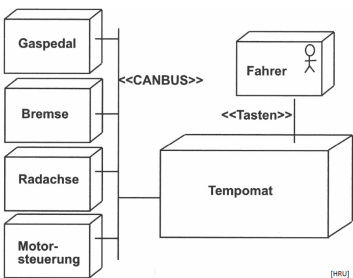 Gaspedal
<<CANBUS>>
Fahrer
Bremse
<<Tasten>>
Radachse
Tempomat
Motor-
steuerung
[HRU]